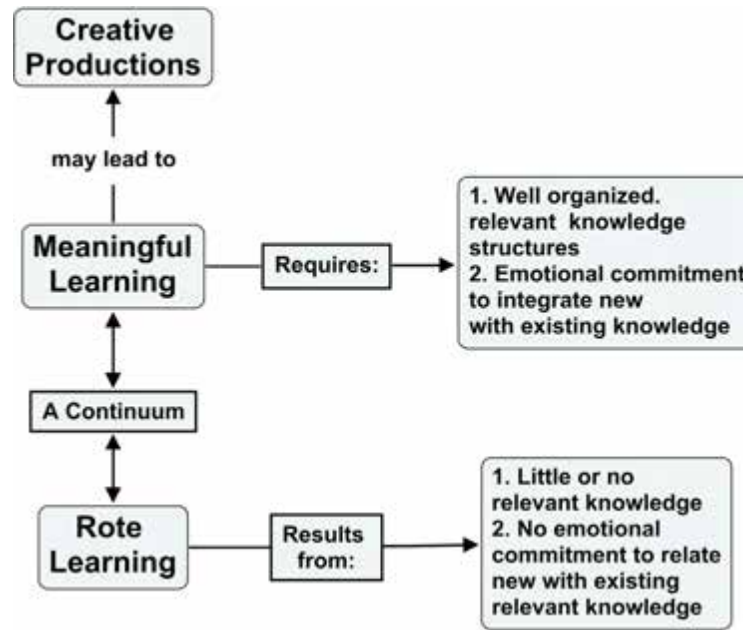 Creative
Productions
may lead to
Meaningful
Learning
Requires:
1. Well organized.
relevant knowledge
structures
2. Emotional commitment
to integrate new
with existing knowledge
A Continuum
Rote
Learning
Results
from:
1. Little or no
relevant knowledge
2. No emotional
commitment to relate
new with existing
relevant knowledge